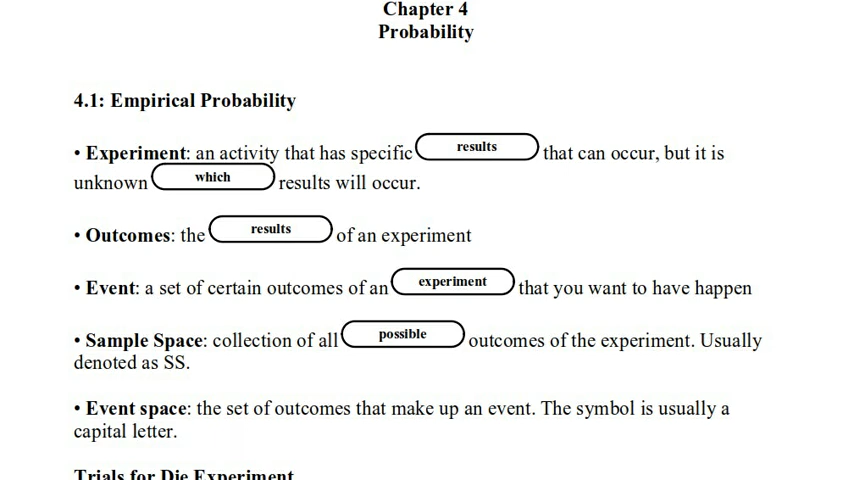 Chapter 4
Probability
4.1: Empirical Probability
• Experiment: an activity that has specific results that can occur, but it is
unknown which results will occur.
• Outcomes: the results of an experiment
• Event: a set of certain outcomes of an experiment that you want to have happen
• Sample Space: collection of all possible outcomes of the experiment. Usually
denoted as SS.
• Event space: the set of outcomes that make up an event. The symbol is usually a
capital letter.
Trials for Die Experiment